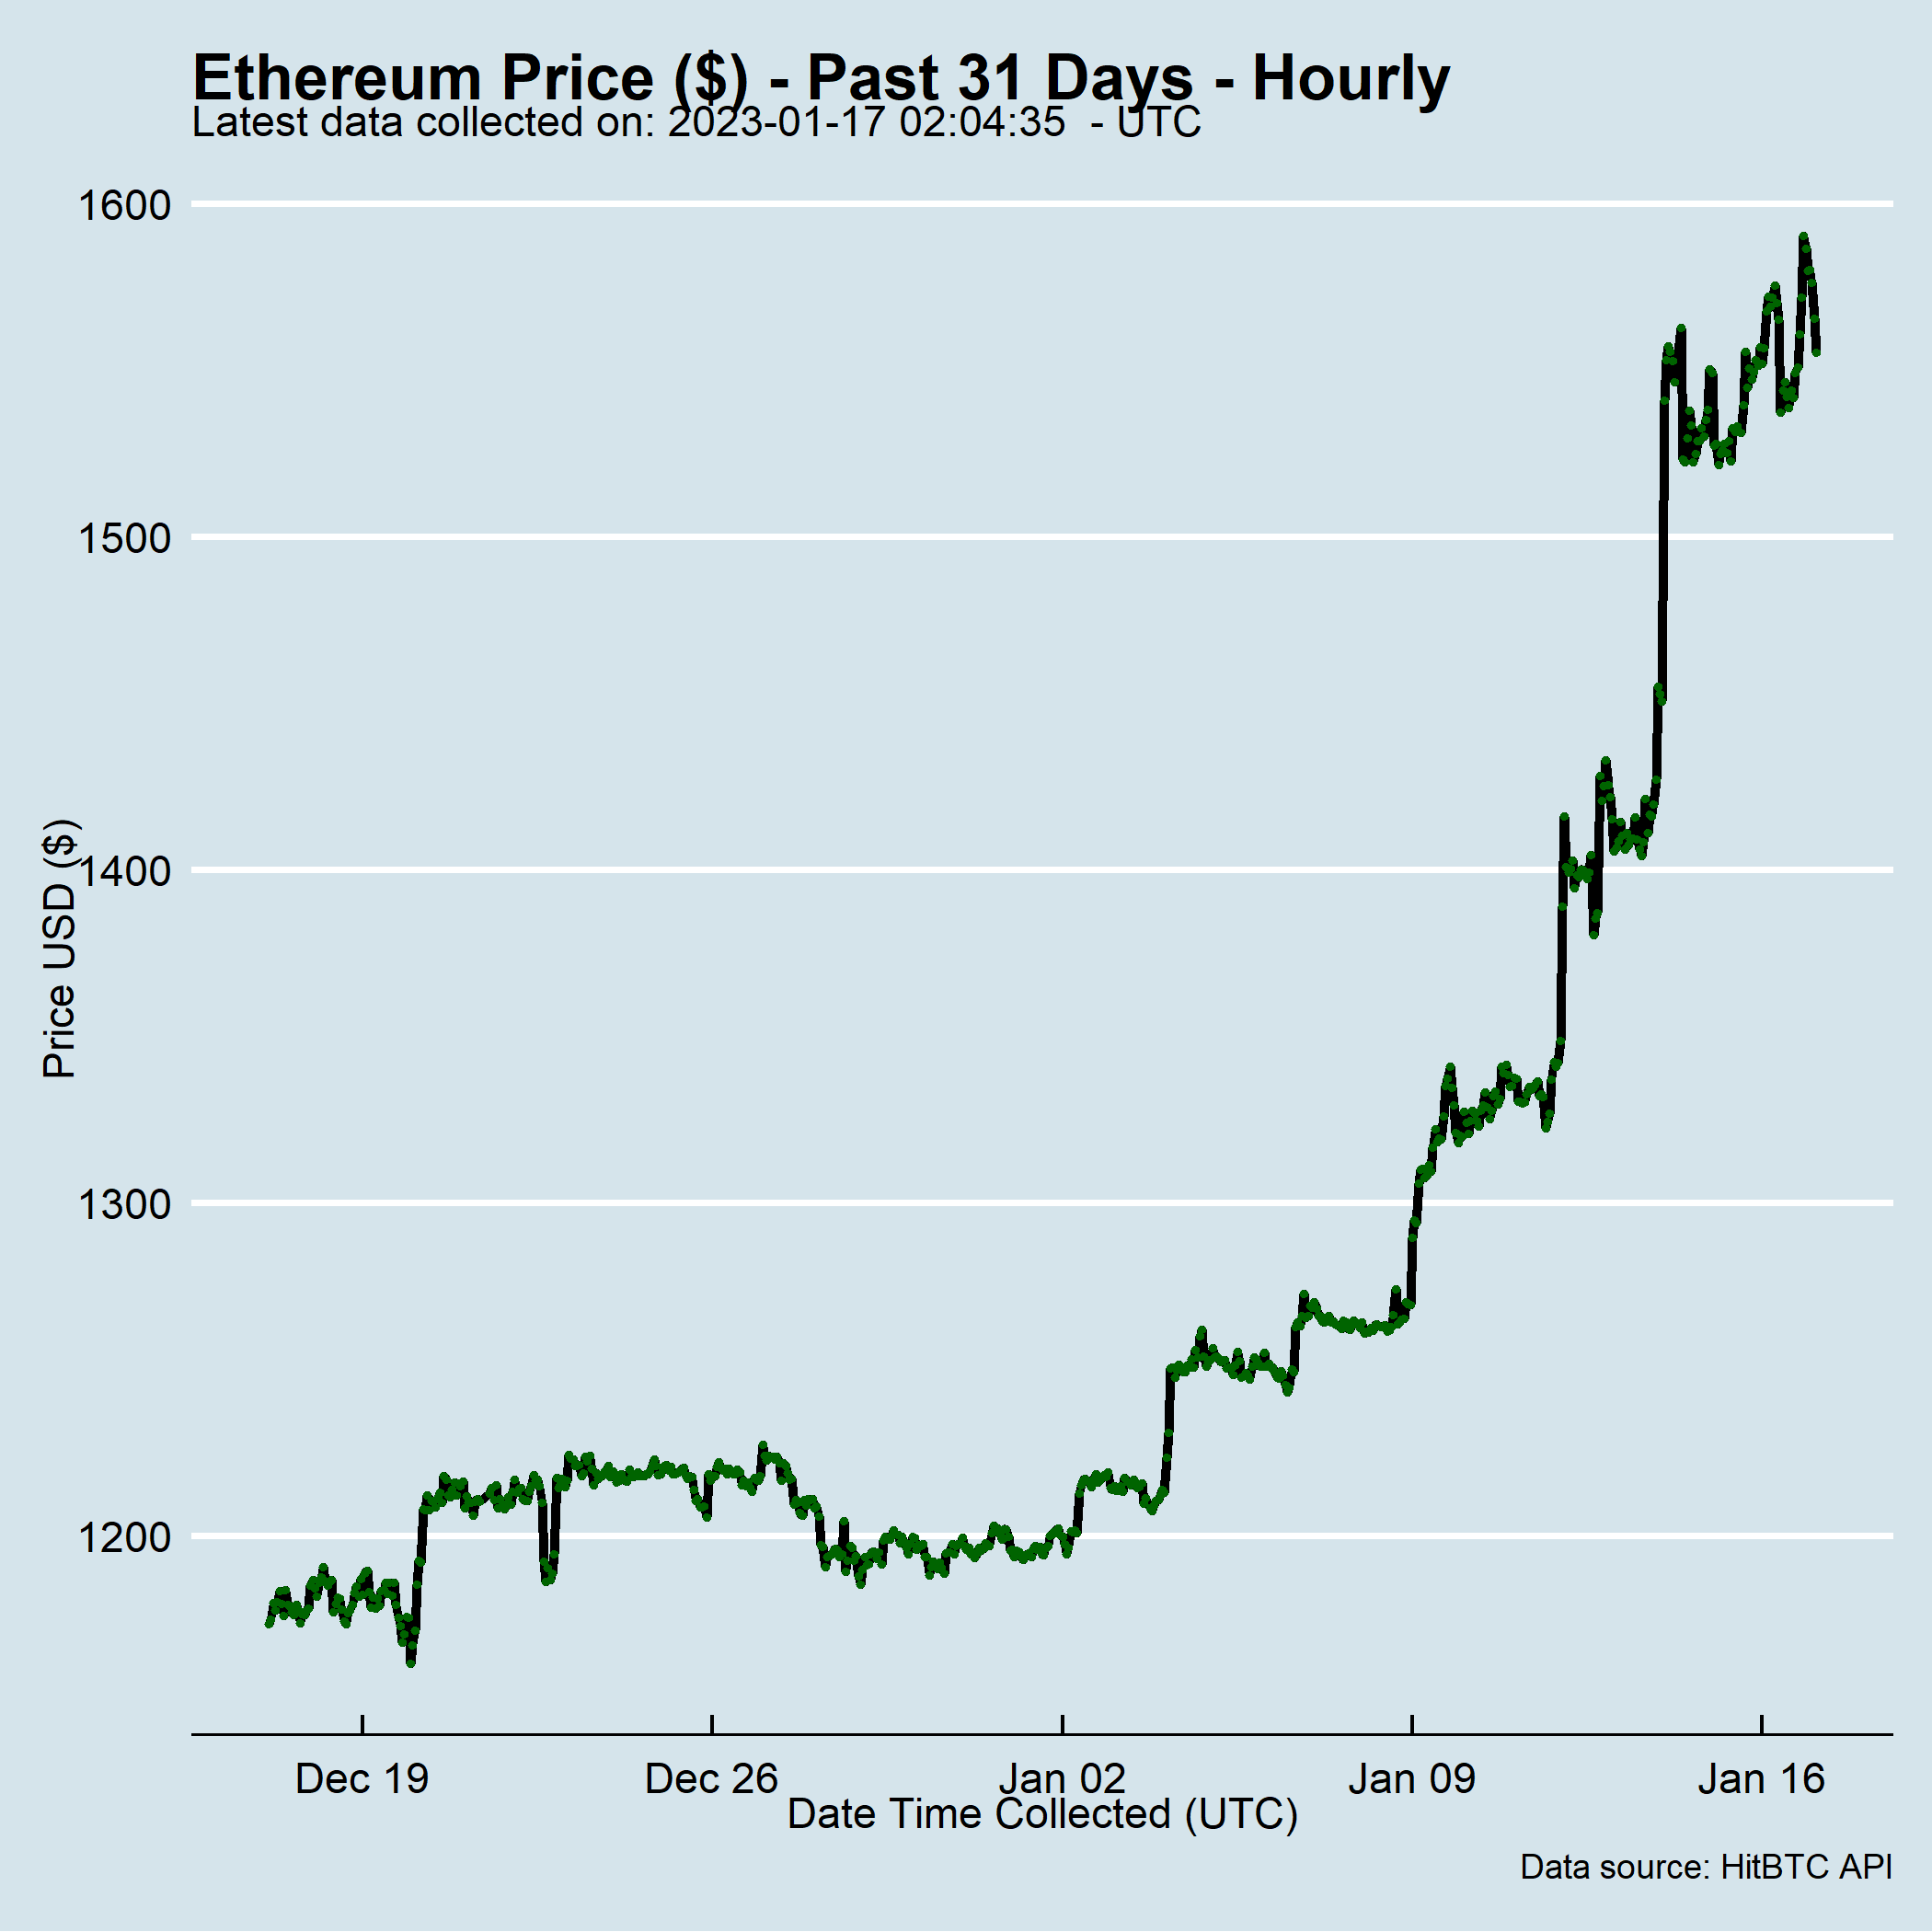 Ethereum Price ($) - Past 31 Days - Hourly
Latest data collected on: 2023-01-17 02:04:35  - UTC
1600
1500
1400
1300
1200
Price USD ($)
Dec 19
Dec 26
Jan 02
Jan 09
Jan 16
Date Time Collected (UTC)
Data source: HitBTC API